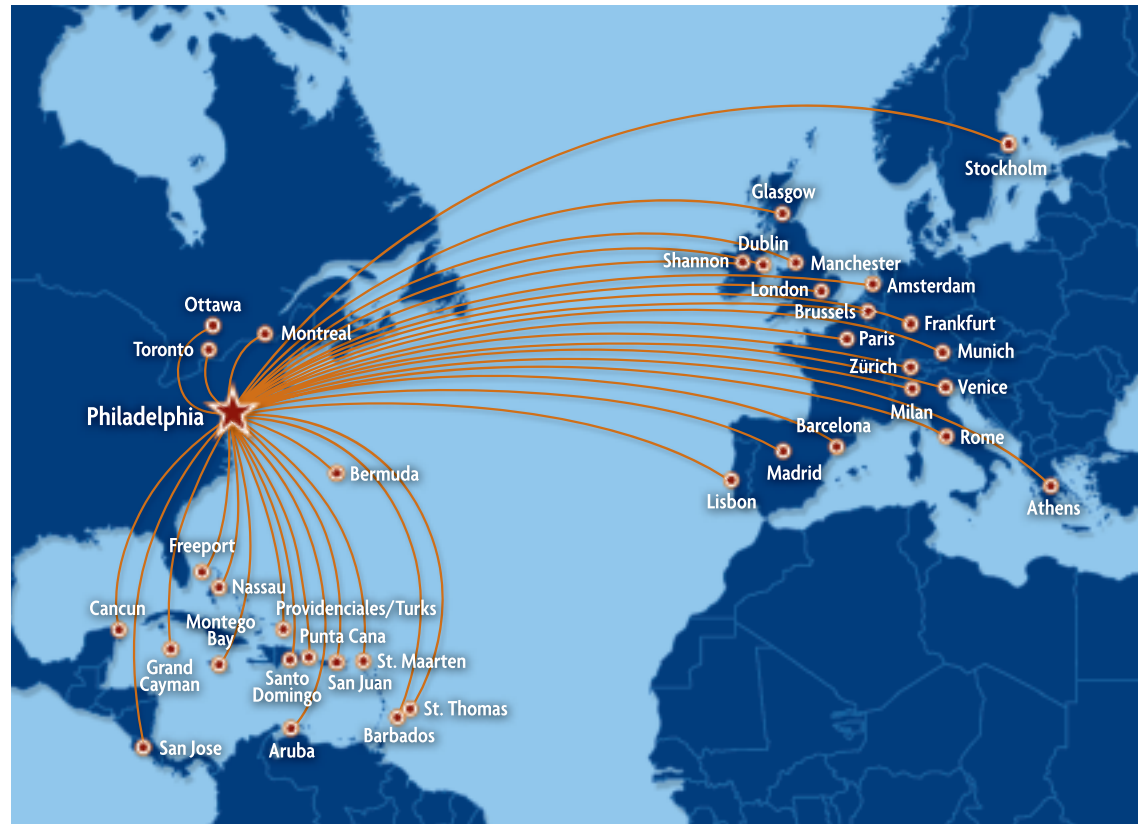 Stockholm
Glasgow
Dublin
Shannon
Manchester
London
Amsterdam
Ottawa
Brussels
Frankfurt
Montreal
Toronto
Paris
Munich
Zürich
Venice
Philadelphia
Milan
Barcelona
Rome
Bermuda
Madrid
Lisbon
Athens
Freeport
Nassau
Cancun
Providenciales/Turks
Montego
Bay
Punta Cana
Grand
Cayman
St. Maarten
Santo
Domingo
San Juan
St. Thomas
Barbados
San Jose
Aruba